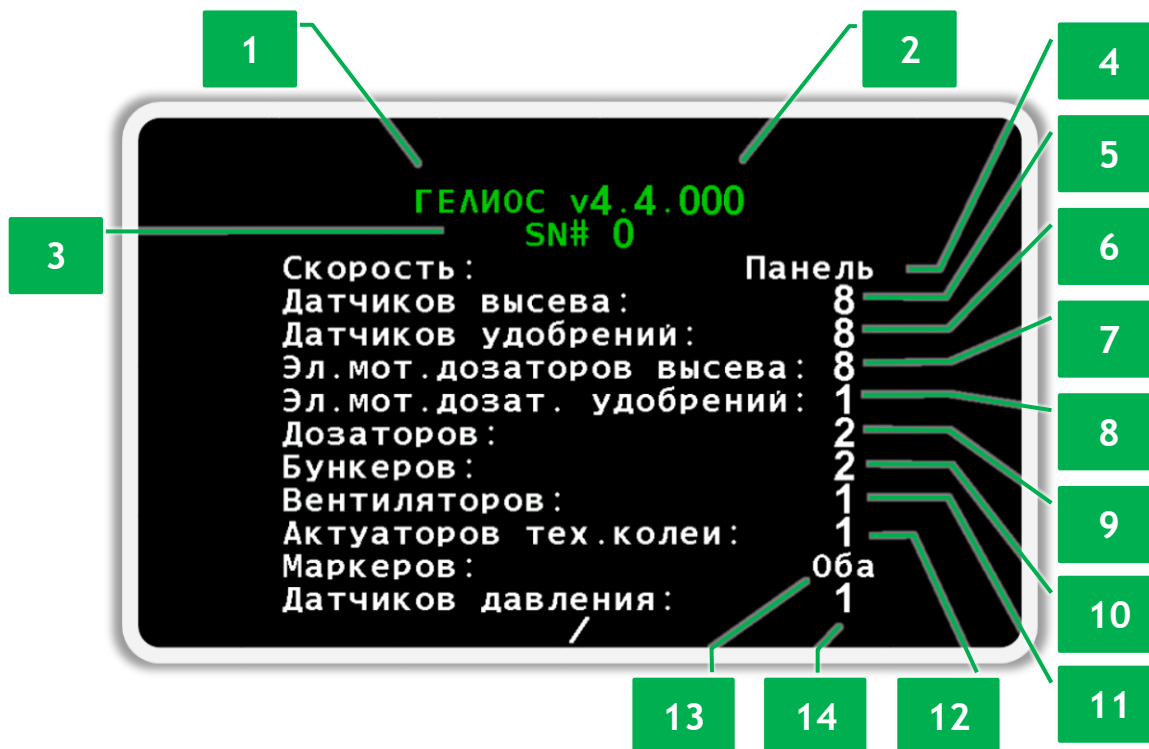 1
2
4
5
ГЕЛИОС v4.4.000
SN# 0
3
6
Скорость: Панель
Датчиков высева: 8
Датчиков удобрений: 8
7
Эл.мот.дозаторов высева: 8
Эл.мот.дозат. удобрений: 1
8
Дозаторов: 2
Бункеров: 2
9
Вентиляторов: 1
Актуаторов тех.колеи: 1
Маркеров: Оба
Датчиков давления: 1
/
10
11
13
14
12